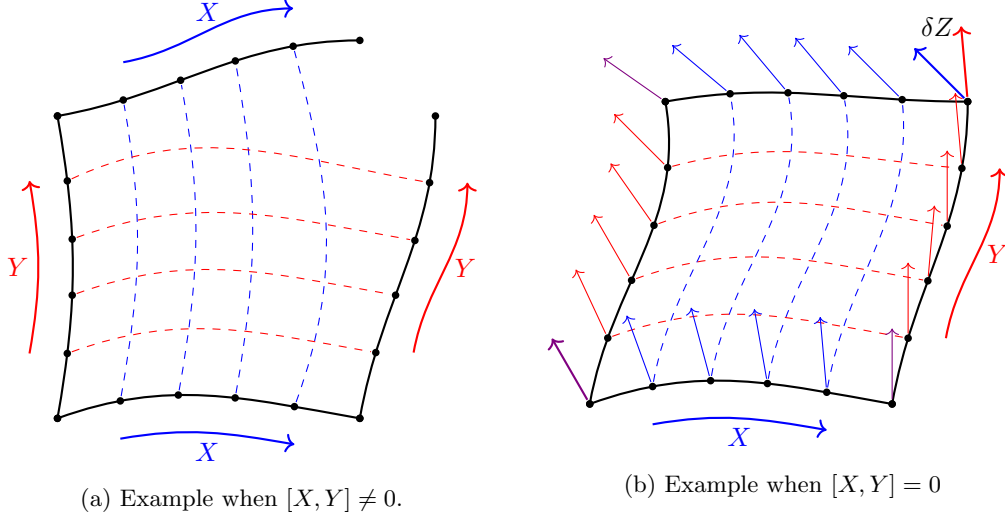 X
Y
Y
X
(a) Example when [X, Y] ≠ 0.
δZ
Y
X
(b) Example when [X, Y] = 0